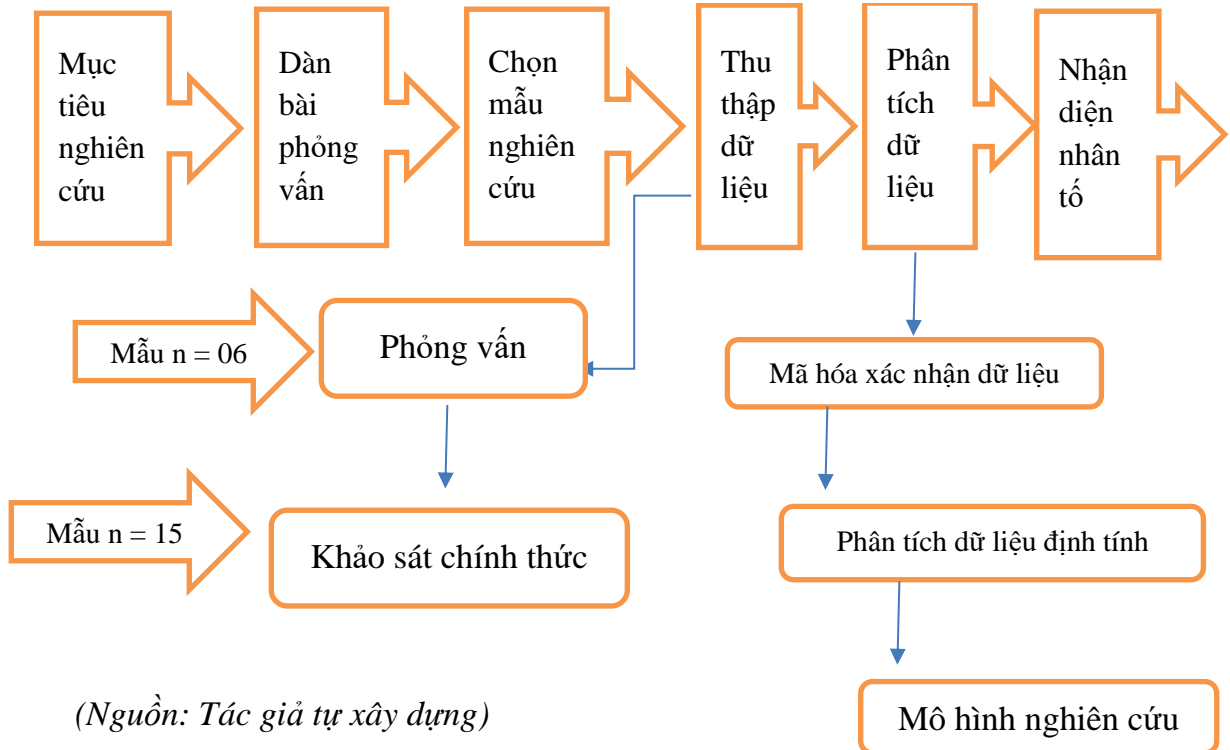 Mục
tiêu
nghiên
cứu
Dàn
bài
phỏng
vấn
Chọn
mẫu
nghiên
cứu
Thu
thập
dữ
liệu
Phân
tích
dữ
liệu
Nhận
diện
nhân
tố
Mẫu n = 06
Phỏng vấn
Mã hóa xác nhận dữ liệu
Mẫu n = 15
Khảo sát chính thức
Phân tích dữ liệu định tính
(Nguồn: Tác giả tự xây dựng)
Mô hình nghiên cứu